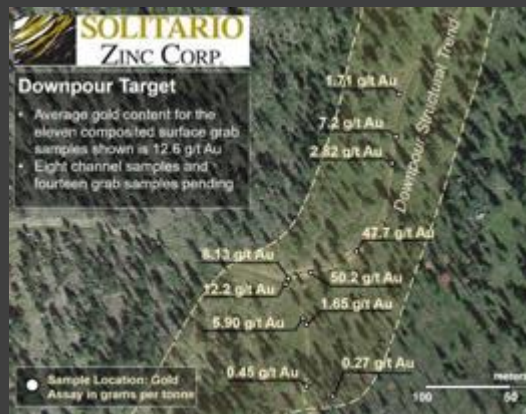 SOLITARIO
ZINC CORP.
Downpour Target
• Average gold content for the
eleven composited surface grab
samples shown is 12.6 g/t Au
• Eight channel samples and
fourteen grab samples pending
1.71 g/t Au
7.2 g/t Au
2.82 g/t Au
Downpour Structural Trend
47.7 g/t Au
8.13 g/t Au
50.2 g/t Au
12.2 g/t Au
1.65 g/t Au
5.90 g/t Au
0.45 g/t Au
0.27 g/t Au
Sample Location: Gold
Assay in grams per tonne
meters
100
50